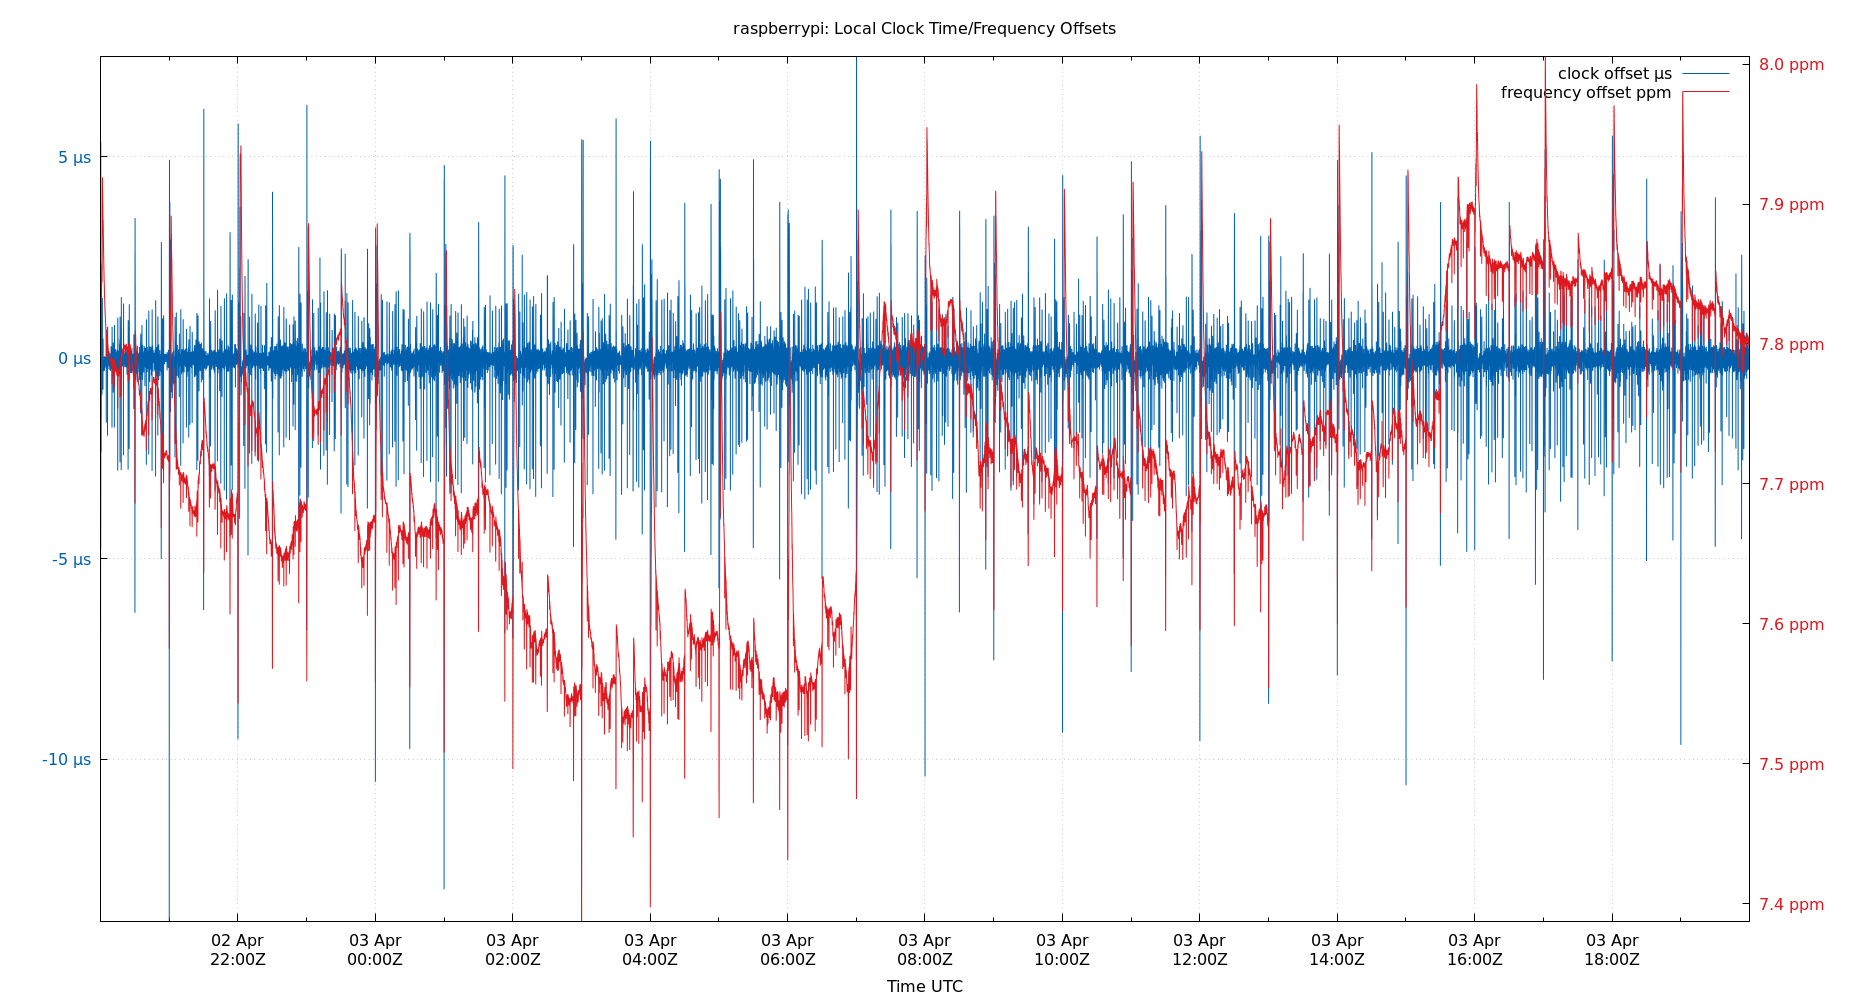 raspberrypi: Local Clock Time/Frequency Offsets
clock offset µs
frequency offset ppm
5 µs
0 µs
-5 µs
-10 µs
8.0 ppm
7.9 ppm
7.8 ppm
7.7 ppm
7.6 ppm
7.5 ppm
7.4 ppm
02 Apr
22:00Z
03 Apr
00:00Z
03 Apr
02:00Z
03 Apr
04:00Z
03 Apr
06:00Z
03 Apr
08:00Z
03 Apr
10:00Z
03 Apr
12:00Z
03 Apr
14:00Z
03 Apr
16:00Z
03 Apr
18:00Z
Time UTC